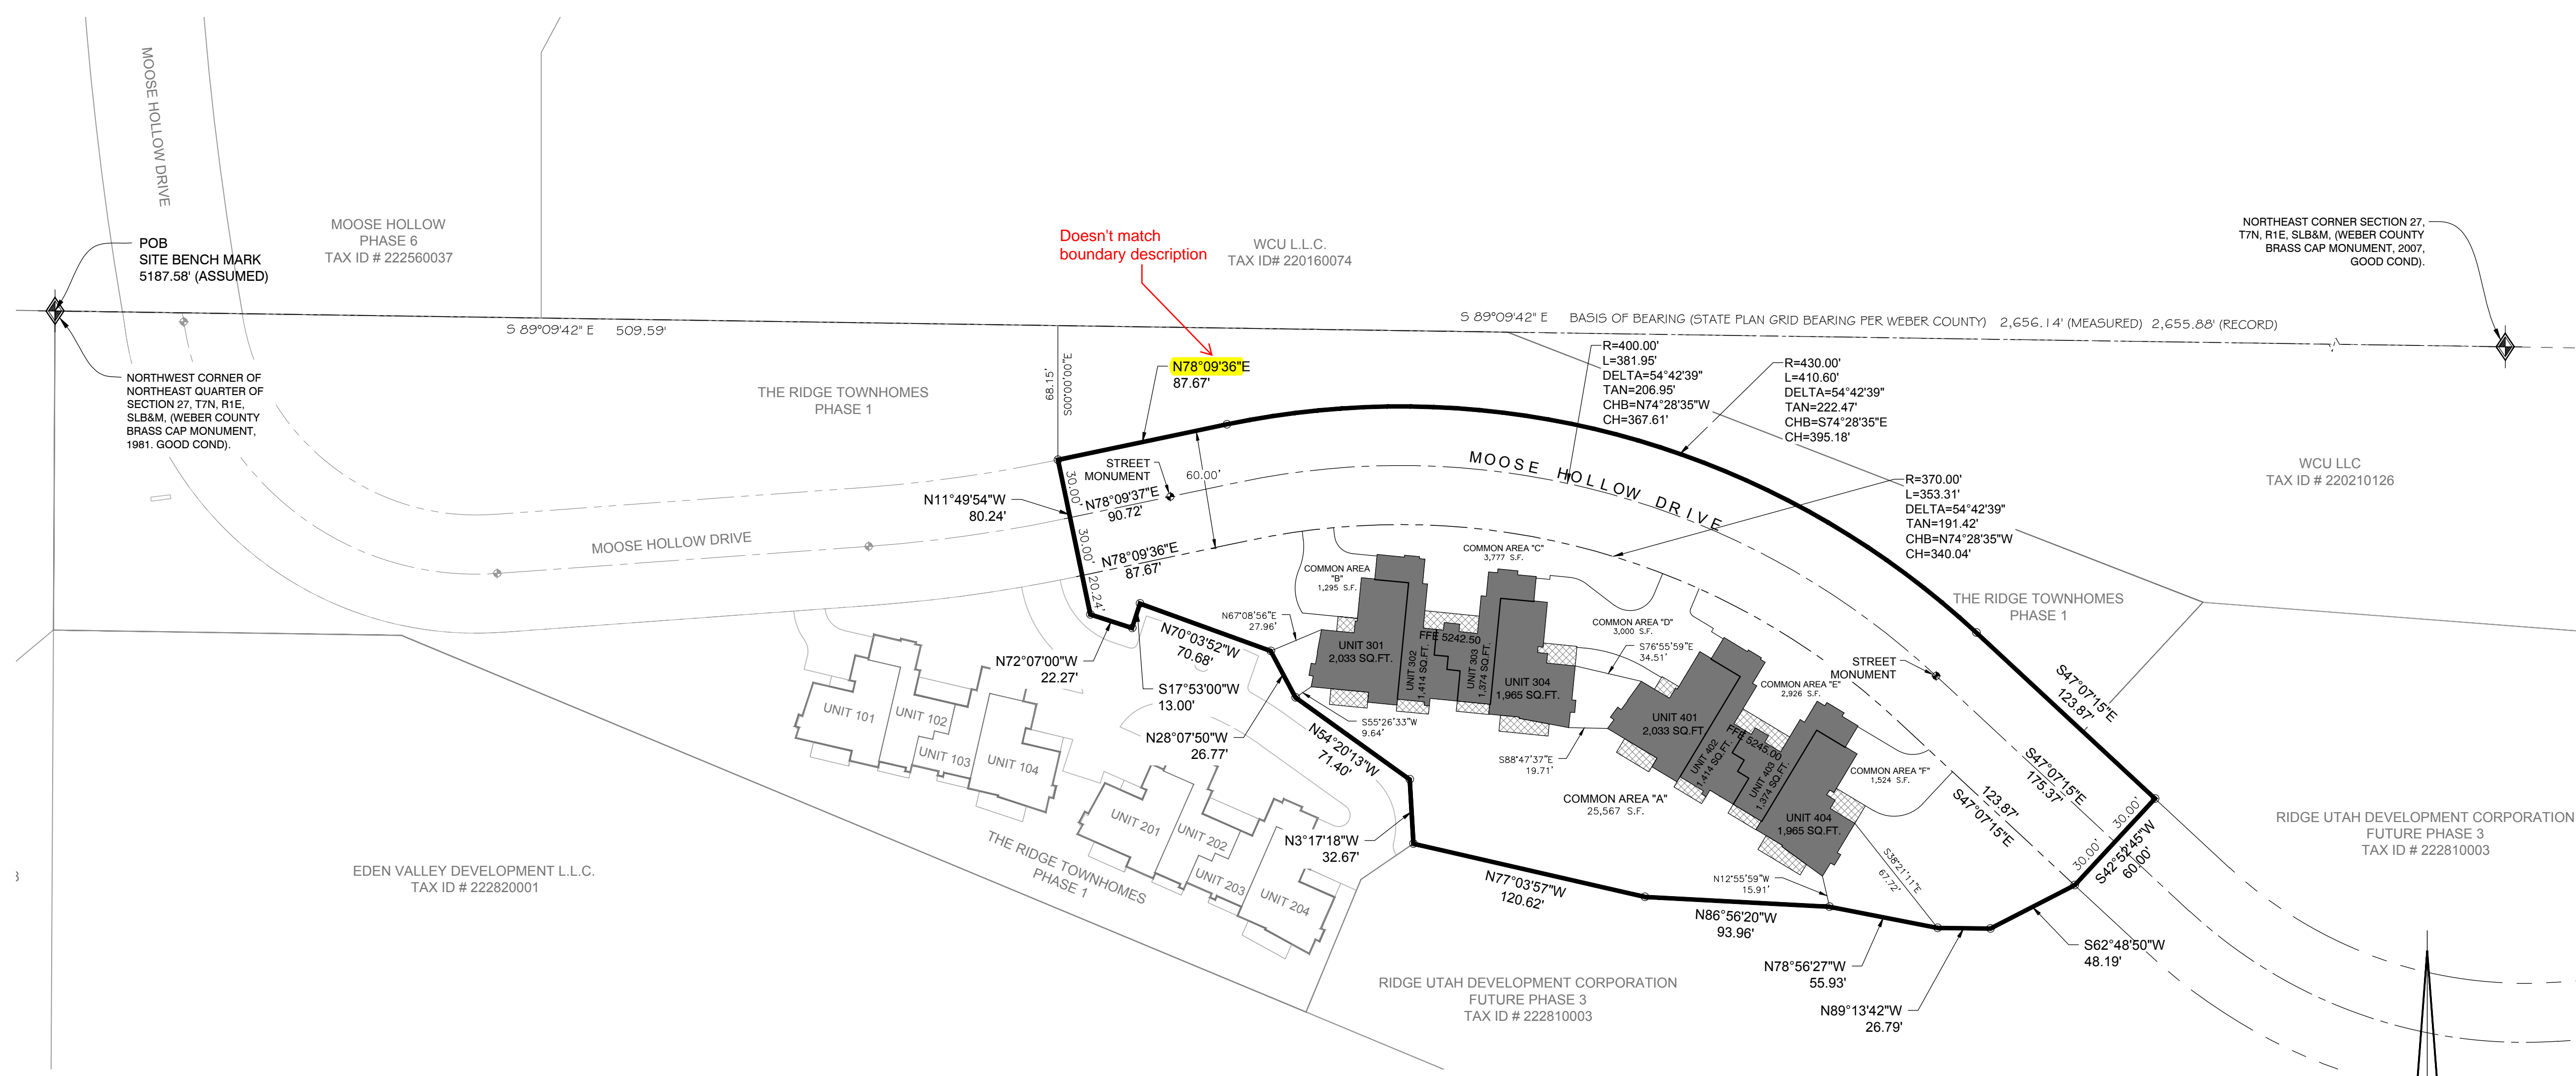 MOOSE HOLLOW DRIVE
POB
SITE BENCH MARK
5187.58' (ASSUMED)
MOOSE HOLLOW
PHASE 6
TAX ID # 222560037
Doesn't match
boundary description
WCU L.L.C.
TAX ID# 220160074
NORTHEAST CORNER SECTION 27,
T7N, R1E, SLB&M, (WEBER COUNTY
BRASS CAP MONUMENT, 2007,
GOOD COND).
S 89°09'42" E 509.59'
S 89°09'42" E BASIS OF BEARING (STATE PLAN GRID BEARING PER WEBER COUNTY) 2,656.14' (MEASURED) 2,655.88' (RECORD)
NORTHWEST CORNER OF
NORTHEAST QUARTER OF
SECTION 27, T7N, R1E,
SLB&M, (WEBER COUNTY
BRASS CAP MONUMENT,
1981. GOOD COND).
THE RIDGE TOWNHOMES
PHASE 1
68.15'
S00°00'00"E
N78°09'36"E
87.67'
R=400.00'
L=381.95'
DELTA=54°42'39"
TAN=206.95'
CHB=N74°28'35"W
CH=367.61'
R=430.00'
L=410.60'
DELTA=54°42'39"
TAN=222.47'
CHB=S74°28'35"E
CH=395.18'
R=370.00'
L=353.31'
DELTA=54°42'39"
TAN=191.42'
CHB=N74°28'35"W
CH=340.04'
WCU LLC
TAX ID # 220210126
STREET
MONUMENT
60.00'
MOOSE HOLLOW DRIVE
30.00'
N78°09'37"E
90.72'
N11°49'54"W
80.24'
30.00'
N78°09'36"E
87.67'
20.24'
MOOSE HOLLOW DRIVE
COMMON AREA
"B"
1,295 S.F.
COMMON AREA "C"
3,777 S.F.
COMMON AREA "D"
3,000 S.F.
S76°55'59"E
34.51'
N67°08'56"E
27.96'
N70°03'52"W
70.68'
N72°07'00"W
22.27'
S17°53'00"W
13.00'
N28°07'50"W
26.77'
S55°26'33"W
9.64'
N54°20'13"W
71.40'
UNIT 301
2,033 SQ.FT.
UNIT 302
1,414 SQ.FT.
FFE 5242.50
UNIT 303
1,374 SQ.FT.
UNIT 304
1,965 SQ.FT.
THE RIDGE TOWNHOMES
PHASE 1
STREET
MONUMENT
COMMON AREA "E"
2,926 S.F.
S47°07'15"E
123.87'
S47°07'15"E
175.37'
123.87'
S47°07'15"E
UNIT 401
2,033 SQ.FT.
UNIT 402
1,414 SQ.FT.
FFE 5245.00
UNIT 403
1,374 SQ.FT.
UNIT 404
1,965 SQ.FT.
COMMON AREA "F"
1,524 S.F.
S88°47'37"E
19.71'
COMMON AREA "A"
25,567 S.F.
UNIT 101
UNIT 102
UNIT 103
UNIT 104
UNIT 201
UNIT 202
UNIT 203
UNIT 204
THE RIDGE TOWNHOMES
PHASE 1
N3°17'18"W
32.67'
N77°03'57"W
120.62'
N12°55'59"W
15.91'
S38°21'11"E
67.72'
N86°56'20"W
93.96'
30.00'
30.00'
S42°52'45"W
60.00'
RIDGE UTAH DEVELOPMENT CORPORATION
FUTURE PHASE 3
TAX ID # 222810003
EDEN VALLEY DEVELOPMENT L.L.C.
TAX ID # 222820001
3
S62°48'50"W
48.19'
N78°56'27"W
55.93'
N89°13'42"W
26.79'
RIDGE UTAH DEVELOPMENT CORPORATION
FUTURE PHASE 3
TAX ID # 222810003